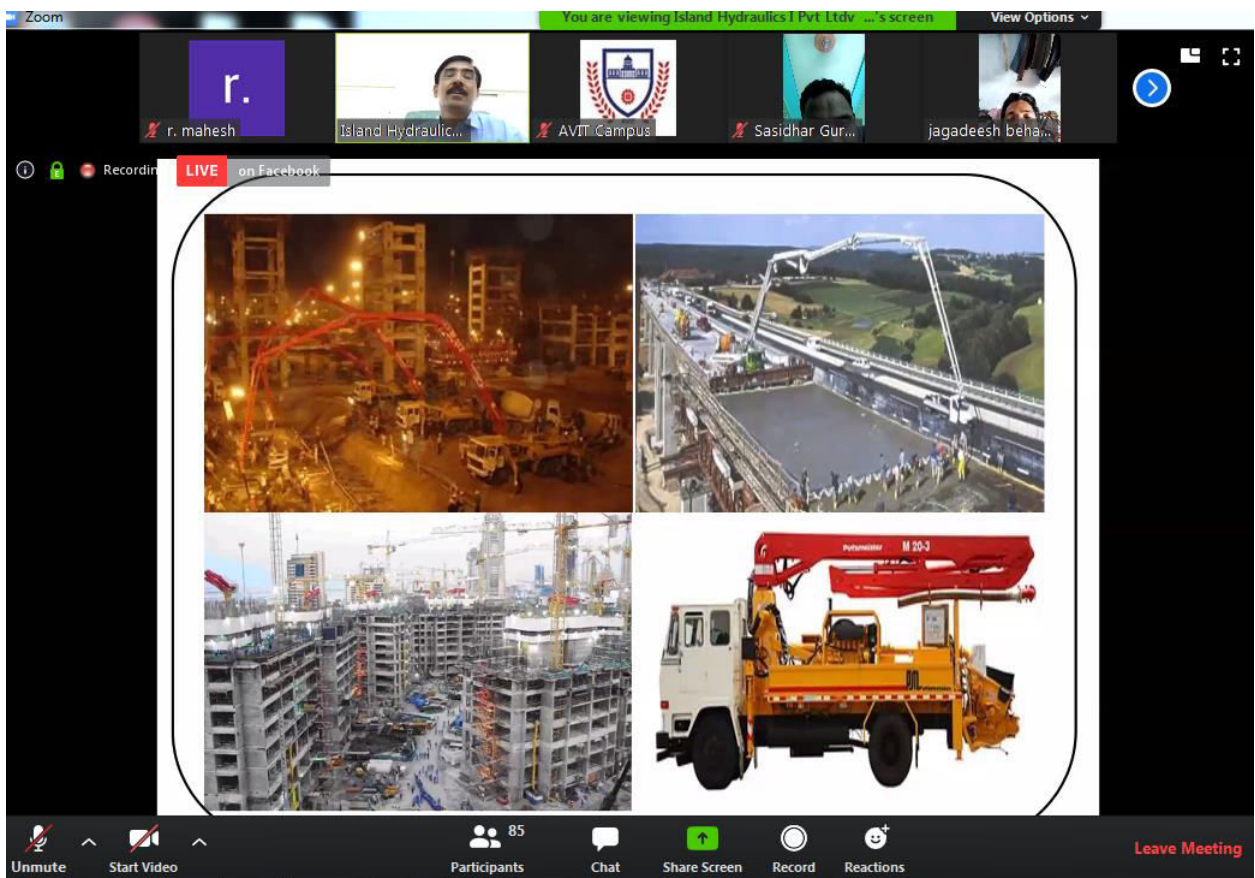 Zoom
You are viewing Island Hydraulics I Pvt Ltdv ...'s screen
View Options
r.
r. mahesh
Island Hydraulic...
AVIT Campus
Sasidhar Gur...
jagadeesh beha...
Recordin
LIVE on Facebook
Putzmeister M 20-3
Unmute
Start Video
85
Participants
Chat
Share Screen
Record
Reactions
Leave Meeting